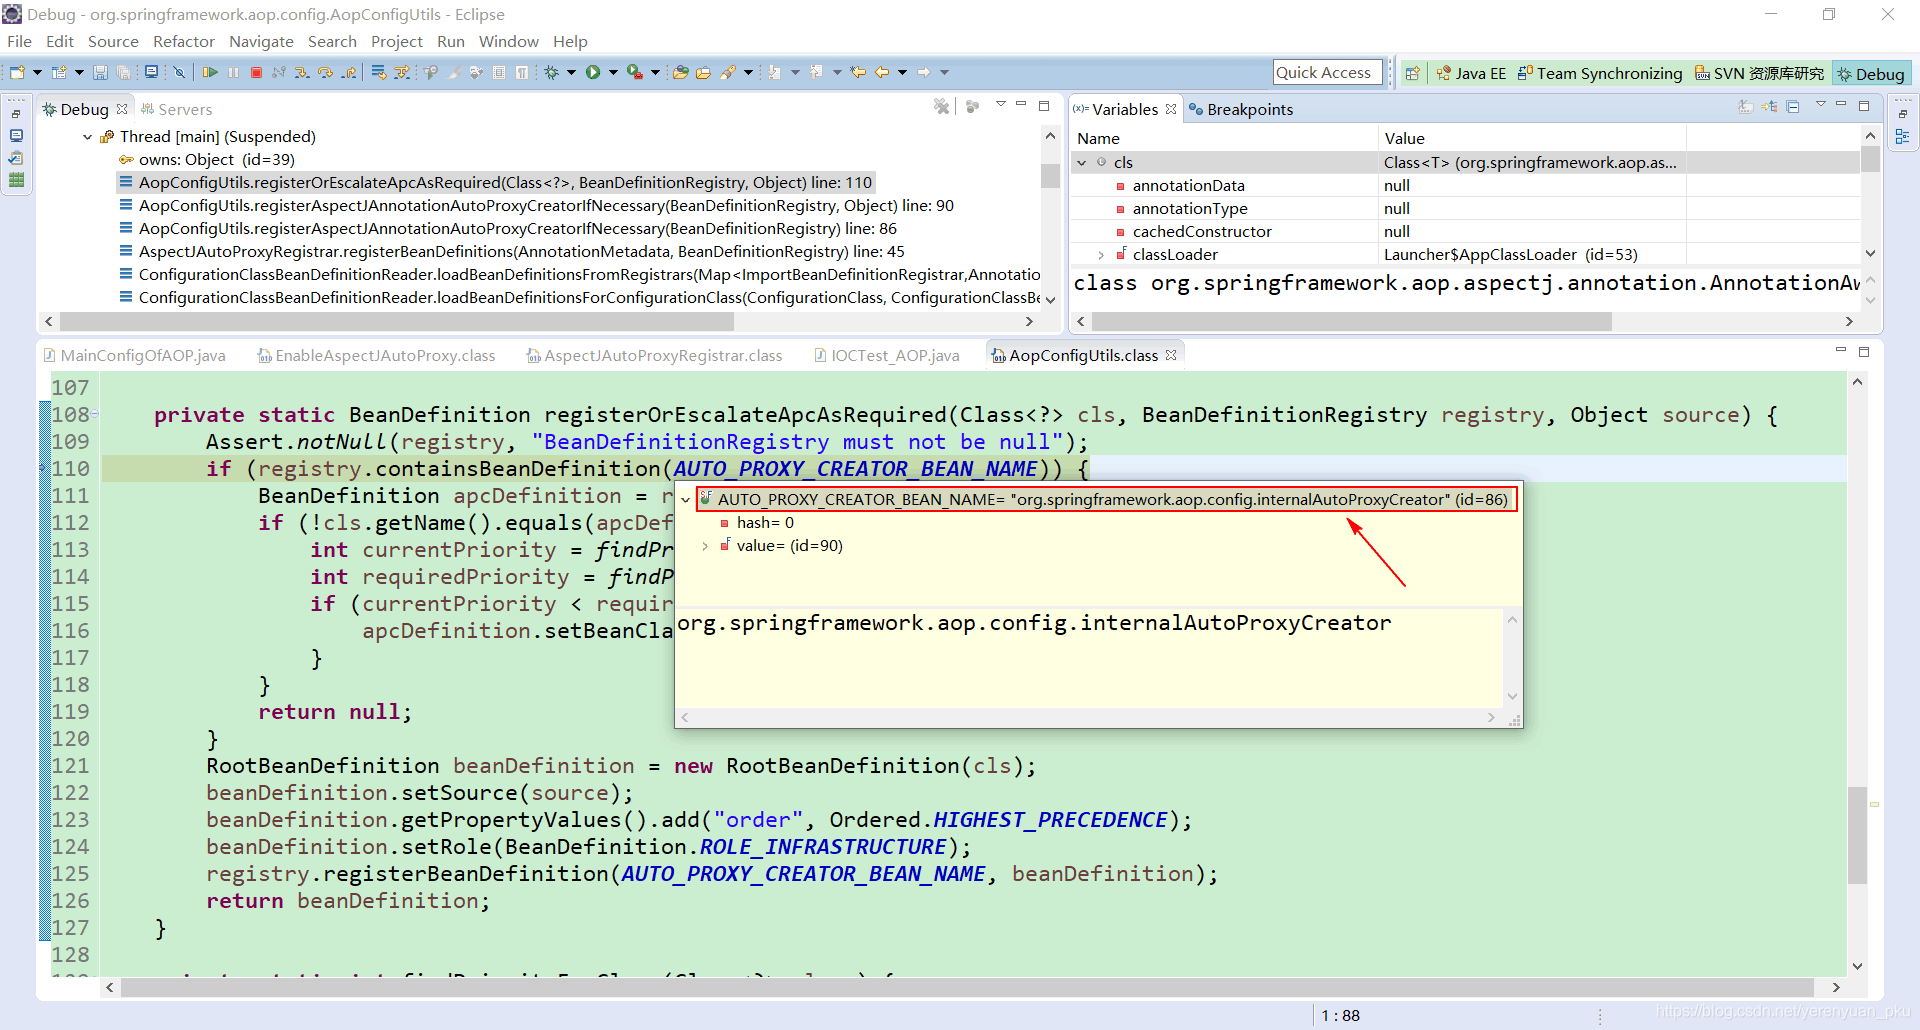 Debug - org.springframework.aop.config.AopConfigUtils - Eclipse
File Edit Source Refactor Navigate Search Project Run Window Help
Quick Access
Java EE
Team Synchronizing
SVN 资源库研究
Debug
Debug
Servers
Thread [main] (Suspended)
owns: Object (id=39)
AopConfigUtils.registerOrEscalateApcAsRequired(Class<?>, BeanDefinitionRegistry, Object) line: 110
AopConfigUtils.registerAspectJAnnotationAutoProxyCreatorIfNecessary(BeanDefinitionRegistry, Object) line: 90
AopConfigUtils.registerAspectJAnnotationAutoProxyCreatorIfNecessary(BeanDefinitionRegistry) line: 86
AspectJAutoProxyRegistrar.registerBeanDefinitions(AnnotationMetadata, BeanDefinitionRegistry) line: 45
ConfigurationClassBeanDefinitionReader.loadBeanDefinitionsFromRegistrars(Map<ImportBeanDefinitionRegistrar,Annotatio
ConfigurationClassBeanDefinitionReader.loadBeanDefinitionsForConfigurationClass(ConfigurationClass, ConfigurationClassBe
(x)= Variables
Breakpoints
Name Value
cls Class<T> (org.springframework.aop.as...
annotationData null
annotationType null
cachedConstructor null
classLoader Launcher$AppClassLoader (id=53)
class org.springframework.aop.aspectj.annotation.AnnotationAw
MainConfigOfAOP.java
EnableAspectJAutoProxy.class
AspectJAutoProxyRegistrar.class
IOCTest_AOP.java
AopConfigUtils.class
107
108 private static BeanDefinition registerOrEscalateApcAsRequired(Class<?> cls, BeanDefinitionRegistry registry, Object source) {
109 Assert.notNull(registry, "BeanDefinitionRegistry must not be null");
110 if (registry.containsBeanDefinition(AUTO_PROXY_CREATOR_BEAN_NAME)) {
111 BeanDefinition apcDefinition = r
112 if (!cls.getName().equals(apcDef
113 int currentPriority = findPr
114 int requiredPriority = findP
115 if (currentPriority < requir
116 apcDefinition.setBeanCla
117 }
118 }
119 return null;
120 }
121 RootBeanDefinition beanDefinition = new RootBeanDefinition(cls);
122 beanDefinition.setSource(source);
123 beanDefinition.getPropertyValues().add("order", Ordered.HIGHEST_PRECEDENCE);
124 beanDefinition.setRole(BeanDefinition.ROLE_INFRASTRUCTURE);
125 registry.registerBeanDefinition(AUTO_PROXY_CREATOR_BEAN_NAME, beanDefinition);
126 return beanDefinition;
127 }
128
AUTO_PROXY_CREATOR_BEAN_NAME= "org.springframework.aop.config.internalAutoProxyCreator" (id=86)
hash= 0
value= (id=90)
org.springframework.aop.config.internalAutoProxyCreator
1 : 88
https://blog.csdn.net/yerenyuan_pku